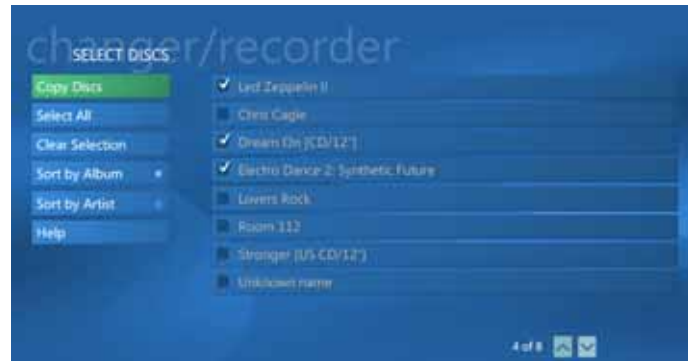 changer/recorder
SELECT DISCS
Copy Discs
Select All
Clear Selection
Sort by Album
Sort by Artist
Help
Led Zeppelin II
Chris Cagle
Dream On [CD/12"]
Electro Dance 2: Synthetic Future
Lovers Rock
Room 112
Stronger [US CD/12"]
Unknown name
4 of 8